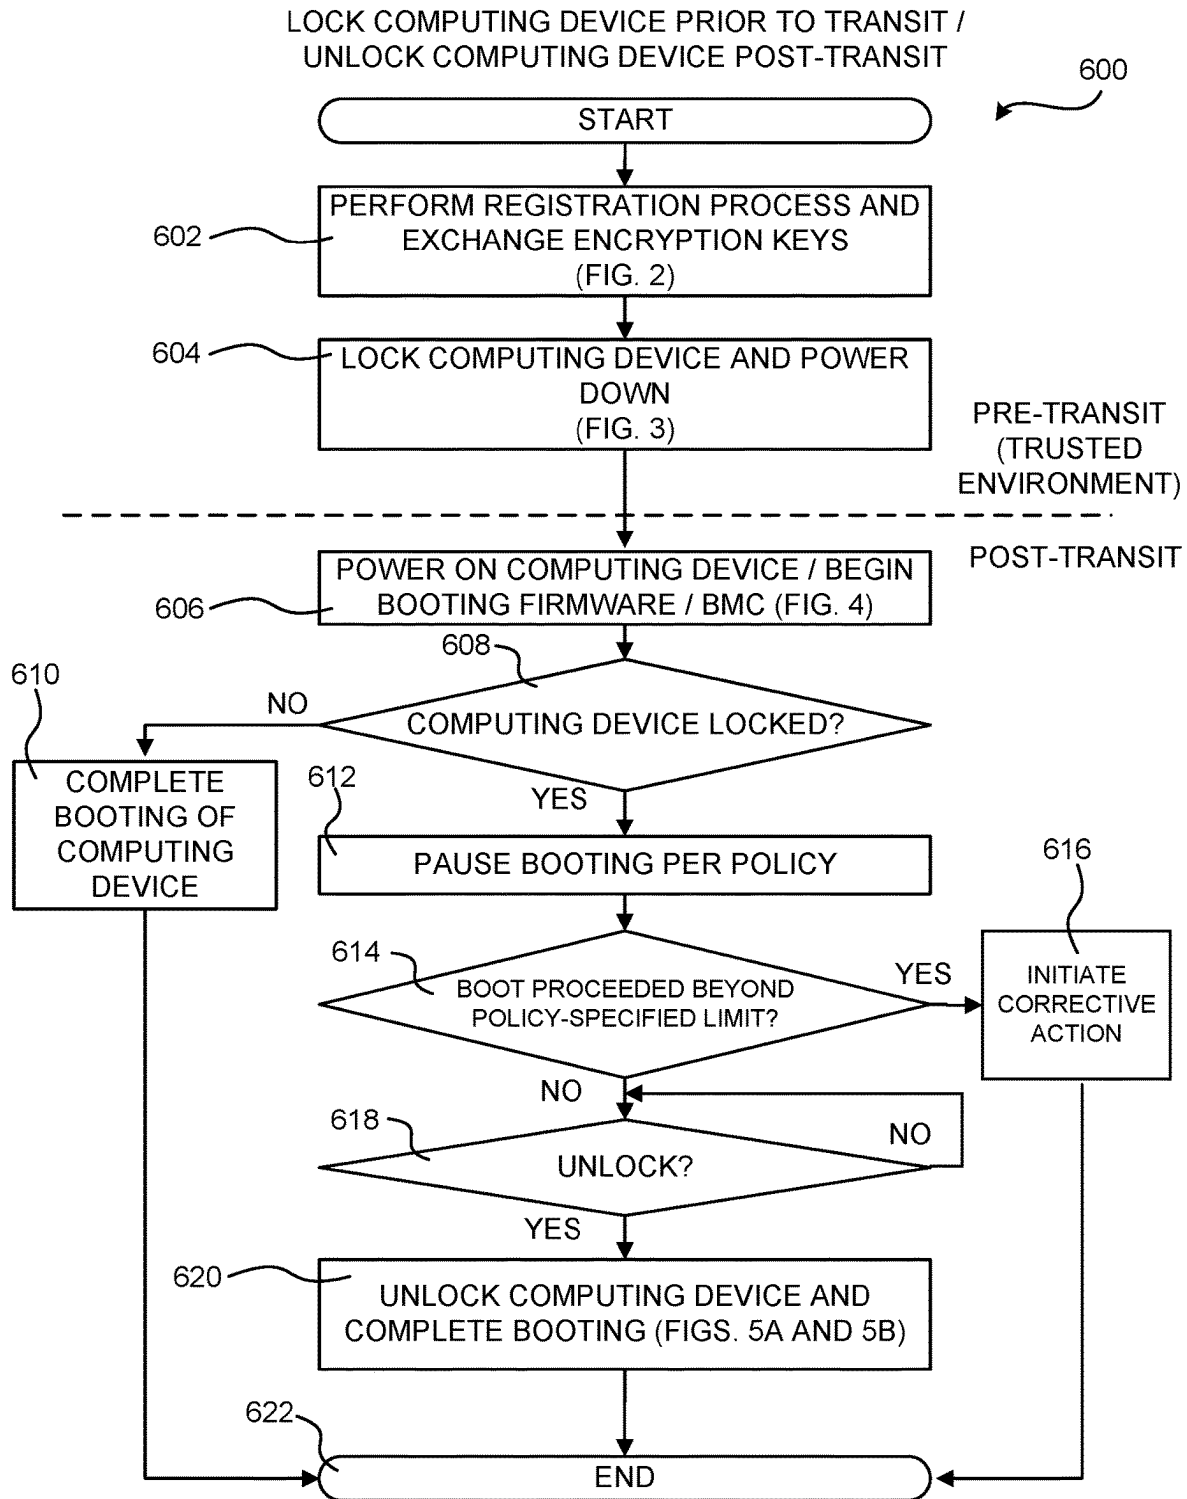 LOCK COMPUTING DEVICE PRIOR TO TRANSIT /
UNLOCK COMPUTING DEVICE POST-TRANSIT
600
START
602
PERFORM REGISTRATION PROCESS AND
EXCHANGE ENCRYPTION KEYS
(FIG. 2)
604
LOCK COMPUTING DEVICE AND POWER
DOWN
(FIG. 3)
PRE-TRANSIT
(TRUSTED
ENVIRONMENT)
POST-TRANSIT
POWER ON COMPUTING DEVICE / BEGIN
BOOTING FIRMWARE / BMC (FIG. 4)
606
608
COMPUTING DEVICE LOCKED?
NO
610
COMPLETE
BOOTING OF
COMPUTING
DEVICE
YES
612
PAUSE BOOTING PER POLICY
614
BOOT PROCEEDED BEYOND
POLICY-SPECIFIED LIMIT?
YES
616
INITIATE
CORRECTIVE
ACTION
NO
618
UNLOCK?
NO
YES
620
UNLOCK COMPUTING DEVICE AND
COMPLETE BOOTING (FIGS. 5A AND 5B)
622
END